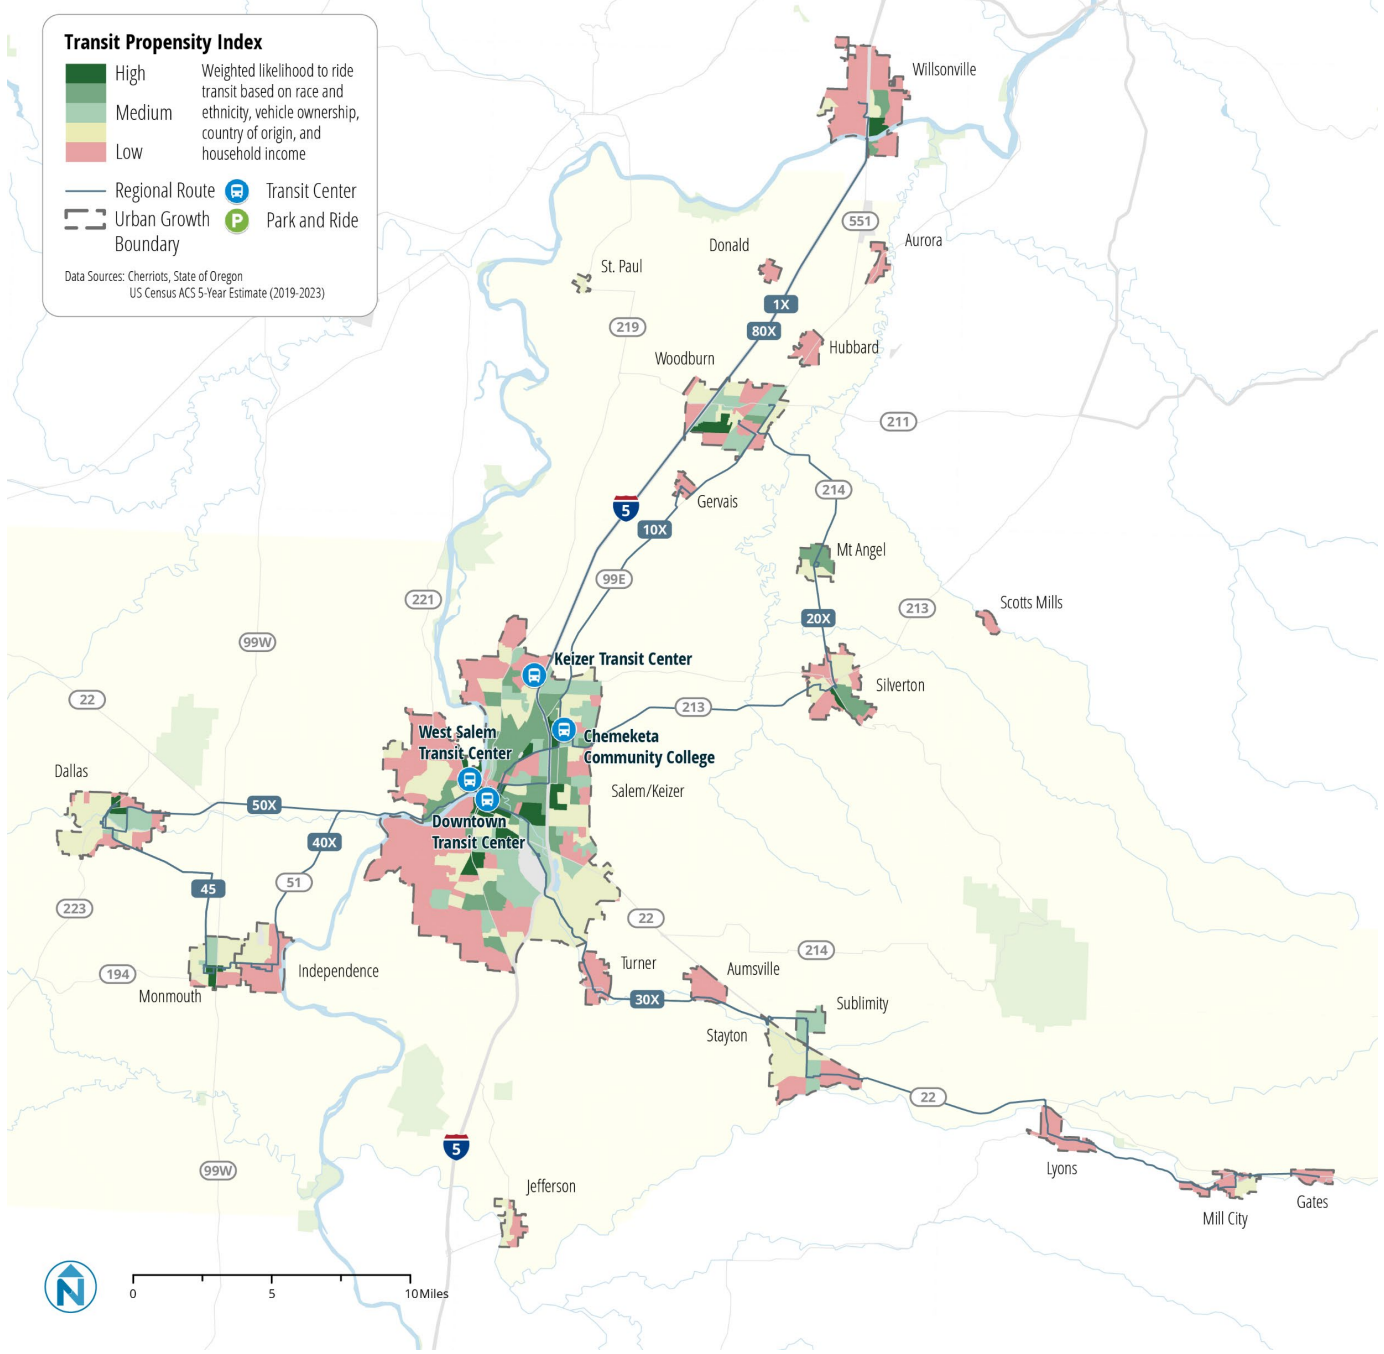 Transit Propensity Index
High
Medium
Low
Weighted likelihood to ride
transit based on race and
ethnicity, vehicle ownership,
country of origin, and
household income
Regional Route
Transit Center
Urban Growth
Boundary
P
Park and Ride
Data Sources: Cherriots, State of Oregon
US Census ACS 5-Year Estimate (2019-2023)
Willsonville
551
Aurora
Donald
St. Paul
1X
219
80X
Hubbard
Woodburn
211
214
Gervais
5
10X
Mt Angel
99E
221
213
Scotts Mills
20X
99W
Keizer Transit Center
Silverton
22
213
West Salem
Transit Center
Chemeketa
Community College
Dallas
Salem/Keizer
50X
Downtown
Transit Center
40X
51
45
223
22
214
194
Independence
Monmouth
Turner
Aumsville
30X
Sublimity
Stayton
22
5
Lyons
99W
Jefferson
Mill City
Gates
N
0
5
10 Miles